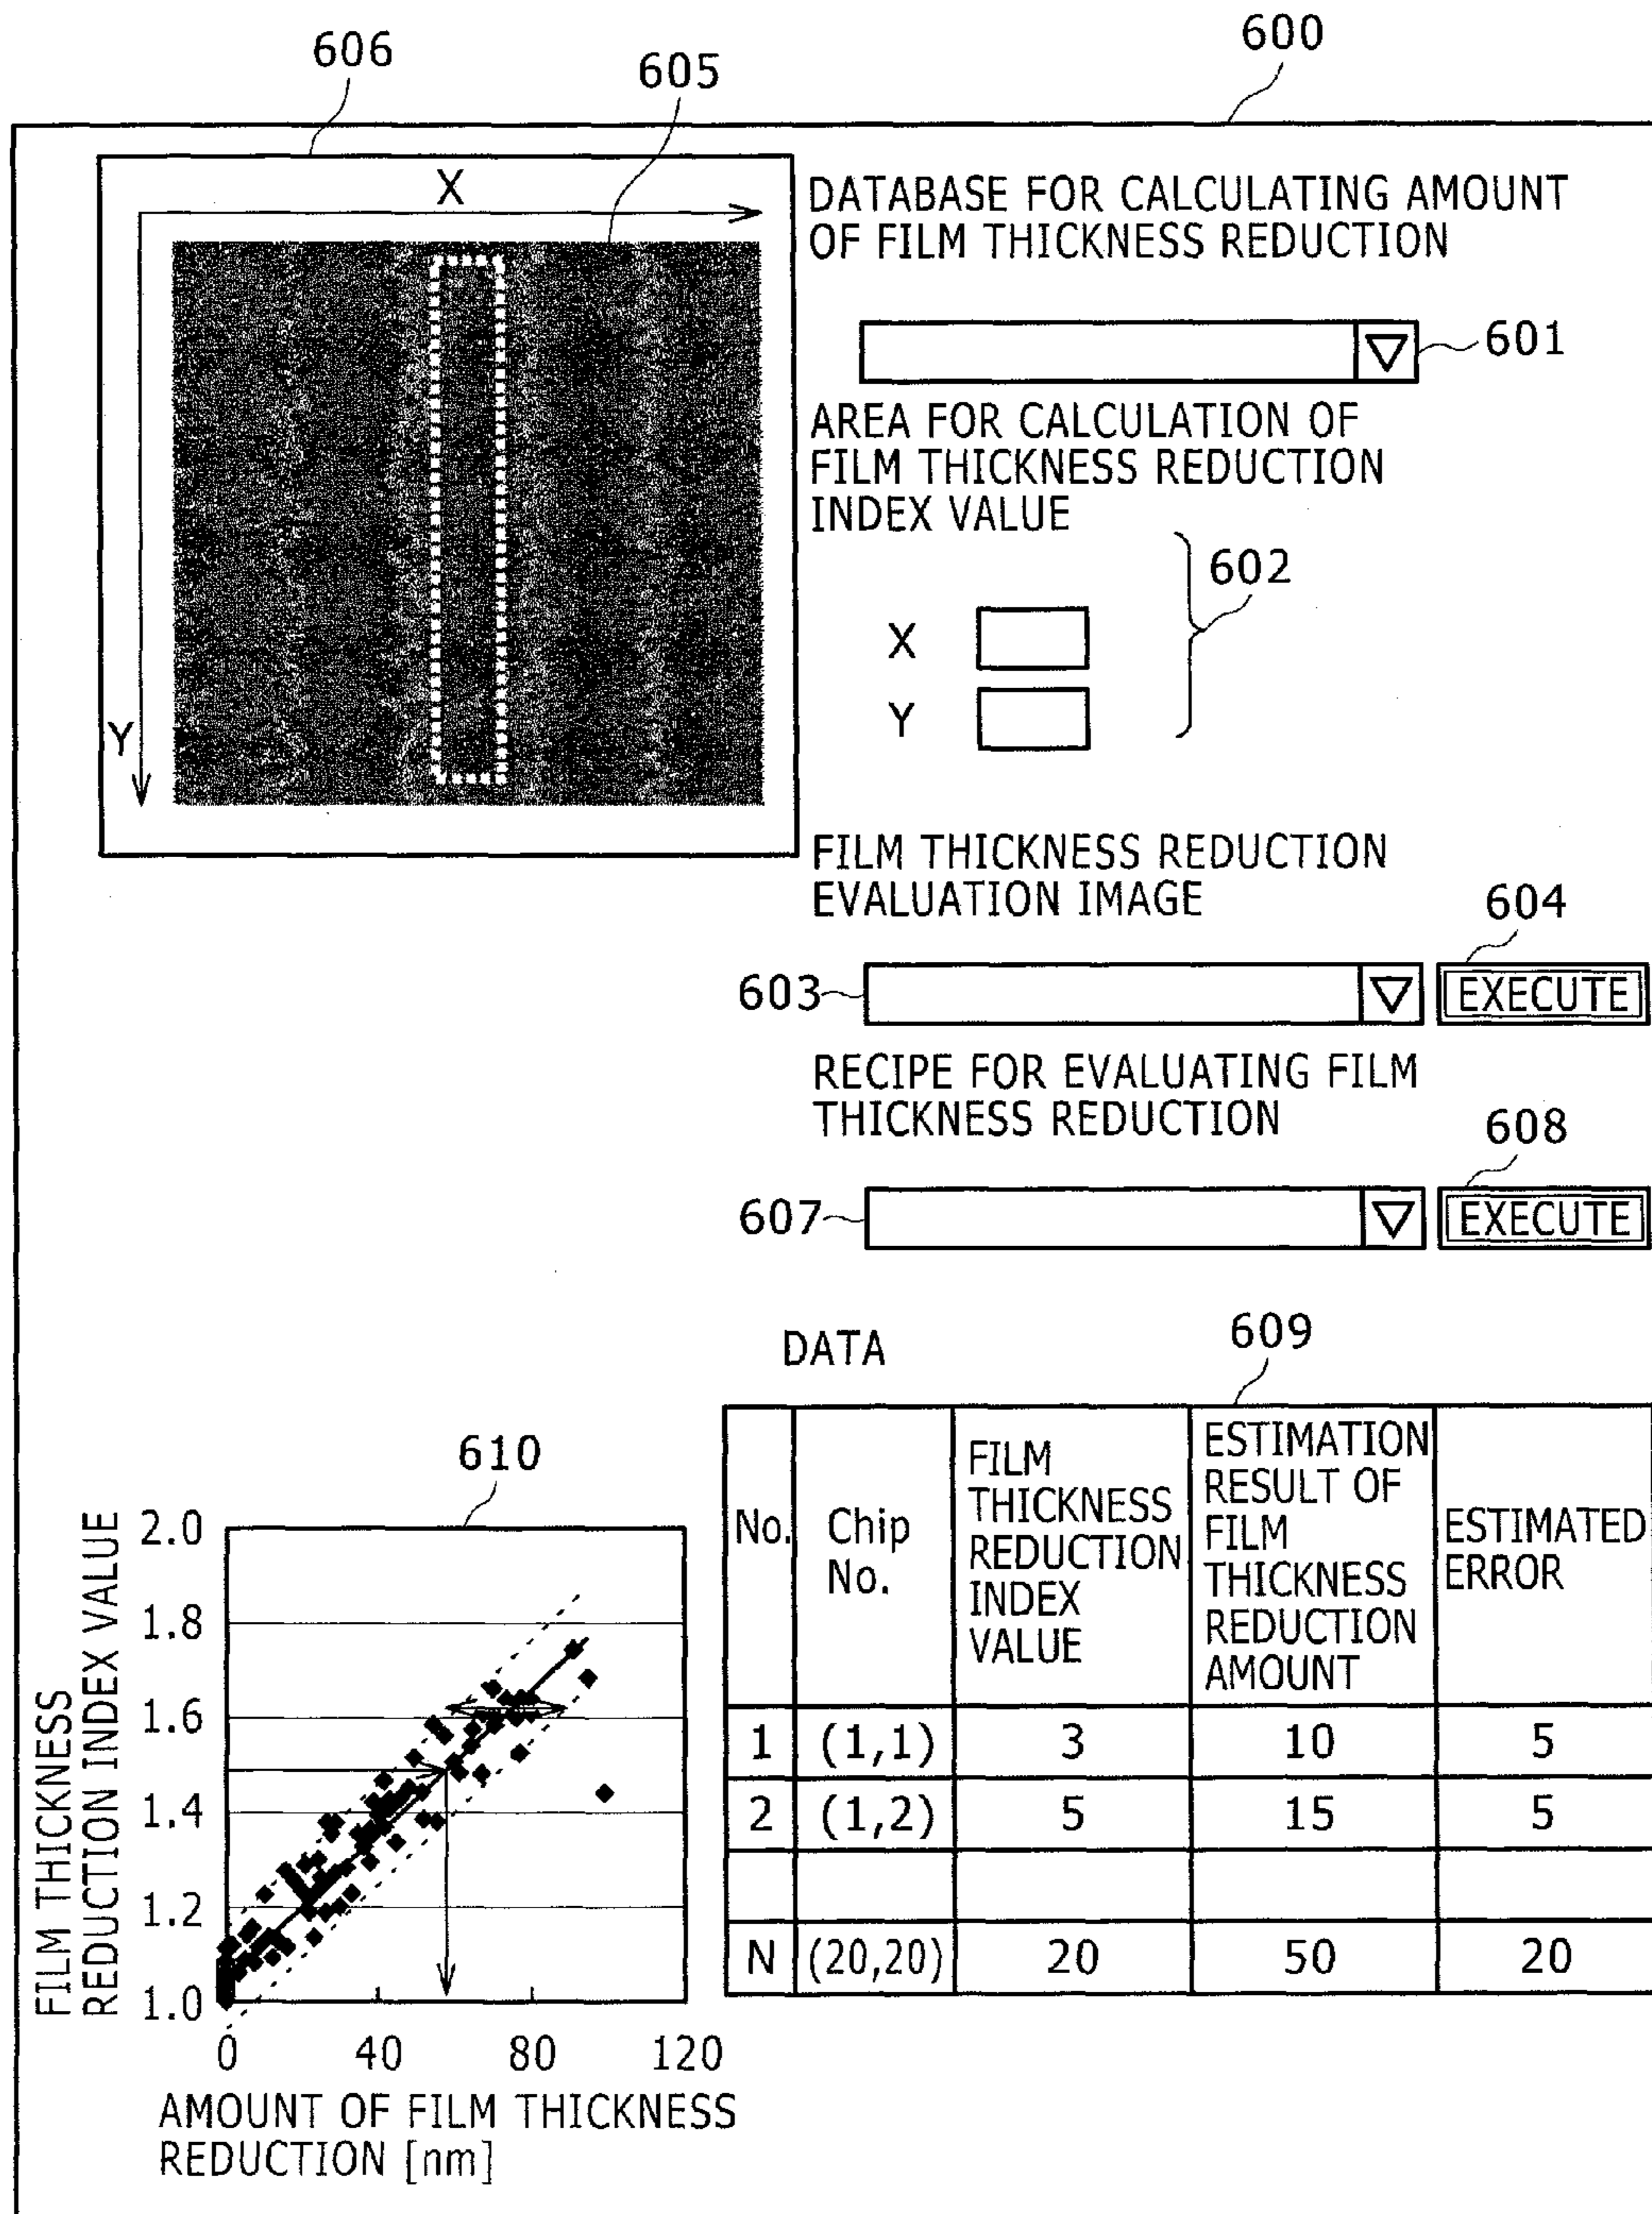 600
606
605
X
Y
DATABASE FOR CALCULATING AMOUNT
OF FILM THICKNESS REDUCTION
601
AREA FOR CALCULATION OF
FILM THICKNESS REDUCTION
INDEX VALUE
602
X
Y
FILM THICKNESS REDUCTION
EVALUATION IMAGE
604
603
EXECUTE
RECIPE FOR EVALUATING FILM
THICKNESS REDUCTION
608
607
EXECUTE
DATA
609
No.
Chip
No.
FILM
THICKNESS
REDUCTION
INDEX
VALUE
ESTIMATION
RESULT OF
FILM
THICKNESS
REDUCTION
AMOUNT
ESTIMATED
ERROR
1 (1,1) 3 10 5
2 (1,2) 5 15 5
N (20,20) 20 50 20
610
FILM THICKNESS
REDUCTION INDEX VALUE
2.0
1.8
1.6
1.4
1.2
1.0
0 40 80 120
AMOUNT OF FILM THICKNESS
REDUCTION [nm]